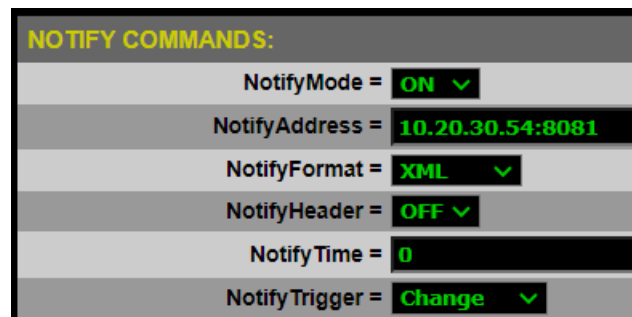 NOTIFY COMMANDS:
NotifyMode = ON
NotifyAddress = 10.20.30.54:8081
NotifyFormat = XML
NotifyHeader = OFF
NotifyTime = 0
NotifyTrigger = Change